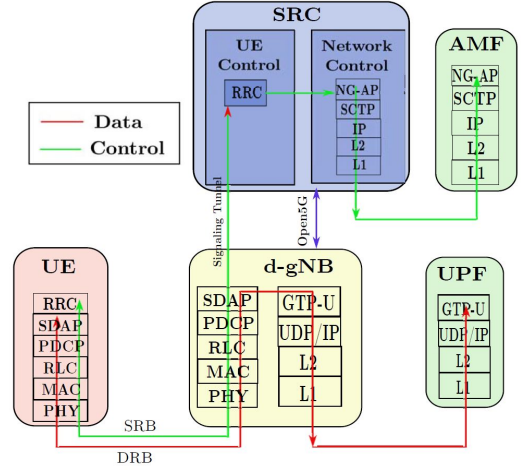 SRC
UE
Control
RRC
Network
Control
NG-AP
SCTP
IP
L2
L1
AMF
NG-AP
SCTP
IP
L2
L1
Data
Control
Signaling Tunnel
Open5G
UE
RRC
SDAP
PDCP
RLC
MAC
PHY
d-gNB
SDAP
PDCP
RLC
MAC
PHY
GTP-U
UDP/IP
L2
L1
UPF
GTP-U
UDP/IP
L2
L1
SRB
DRB